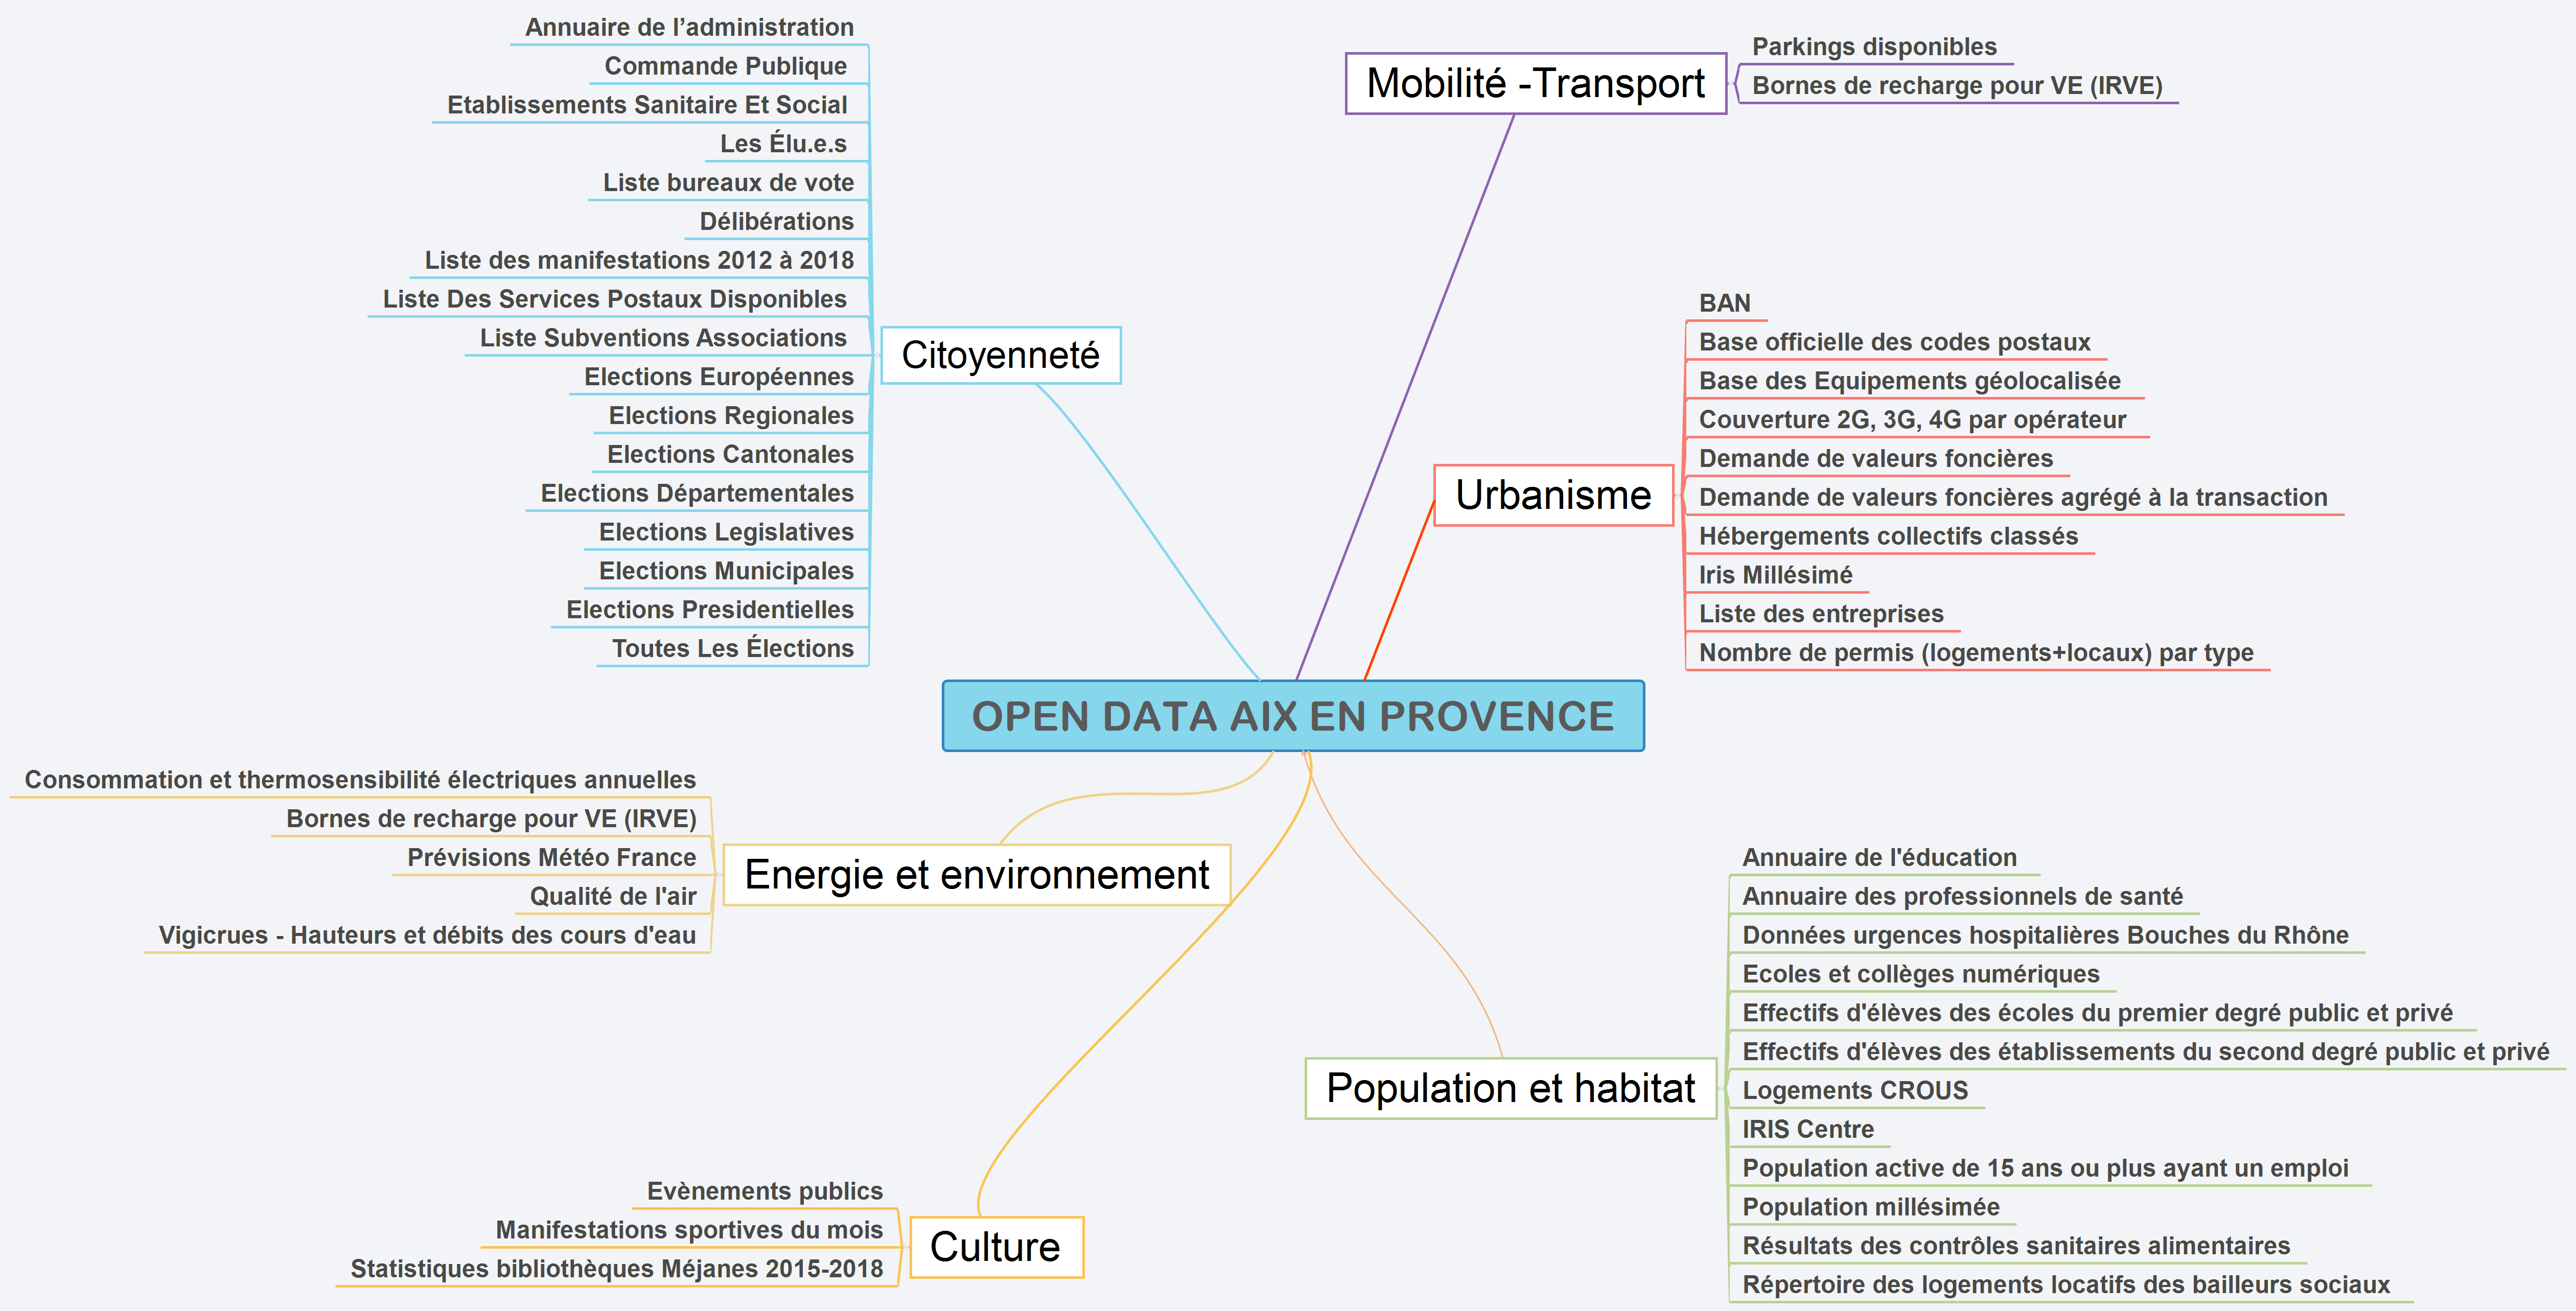 Annuaire de l’administration
Commande Publique
Etablissements Sanitaire Et Social
Les Élu.e.s
Liste bureaux de vote
Délibérations
Liste des manifestations 2012 à 2018
Liste Des Services Postaux Disponibles
Liste Subventions Associations
Elections Européennes
Elections Regionales
Elections Cantonales
Elections Départementales
Elections Legislatives
Elections Municipales
Elections Presidentielles
Toutes Les Élections
Citoyenneté
Mobilité -Transport
Parkings disponibles
Bornes de recharge pour VE (IRVE)
Urbanisme
BAN
Base officielle des codes postaux
Base des Equipements géolocalisée
Couverture 2G, 3G, 4G par opérateur
Demande de valeurs foncières
Demande de valeurs foncières agrégé à la transaction
Hébergements collectifs classés
Iris Millésimé
Liste des entreprises
Nombre de permis (logements+locaux) par type
OPEN DATA AIX EN PROVENCE
Consommation et thermosensibilité électriques annuelles
Bornes de recharge pour VE (IRVE)
Prévisions Météo France
Qualité de l'air
Vigicrues - Hauteurs et débits des cours d'eau
Energie et environnement
Evènements publics
Manifestations sportives du mois
Statistiques bibliothèques Méjanes 2015-2018
Culture
Population et habitat
Annuaire de l'éducation
Annuaire des professionnels de santé
Données urgences hospitalières Bouches du Rhône
Ecoles et collèges numériques
Effectifs d'élèves des écoles du premier degré public et privé
Effectifs d'élèves des établissements du second degré public et privé
Logements CROUS
IRIS Centre
Population active de 15 ans ou plus ayant un emploi
Population millésimée
Résultats des contrôles sanitaires alimentaires
Répertoire des logements locatifs des bailleurs sociaux